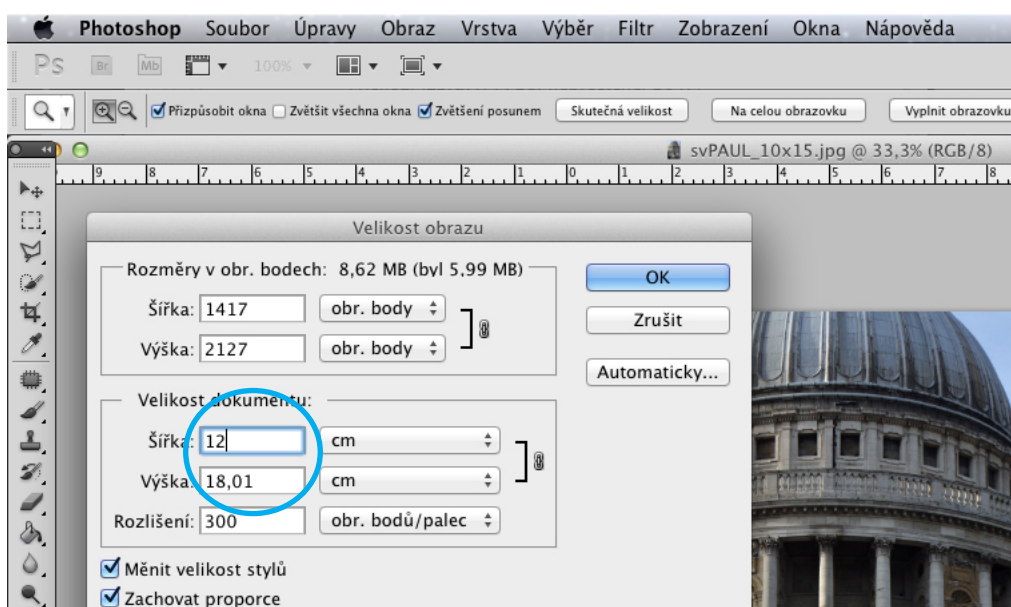 Photoshop Soubor Úpravy Obraz Vrstva Výběr Filtr Zobrazení Okna Nápověda
Ps Br Mb 100%
Přizpůsobit okna Zvětšit všechna okna Zvětšení posunem Skutečná velikost Na celou obrazovku Vyplnit obrazovku
svPAUL_10x15.jpg @ 33,3% (RGB/8)
9 8 7 6 5 4 3 2 1 0 1 2 3 4 5 6 7 8
Velikost obrazu
Rozměry v obr. bodech: 8,62 MB (byl 5,99 MB)
OK
Šířka: 1417 obr. body
Zrušit
Výška: 2127 obr. body
Automaticky...
Velikost dokumentu:
Šířka: 12 cm
Výška: 18,01 cm
Rozlišení: 300 obr. bodů/palec
Měnit velikost stylů
Zachovat proporce